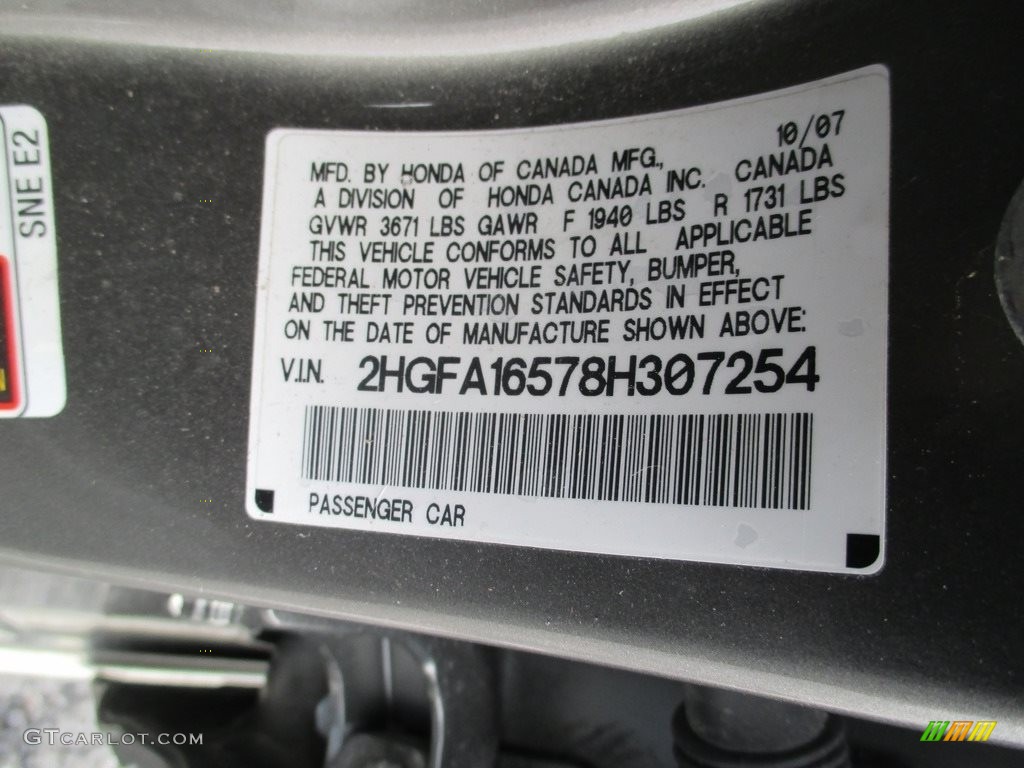 SNE E2
10/07
MFD. BY HONDA OF CANADA MFG.,
A DIVISION OF HONDA CANADA INC. CANADA
GVWR 3671 LBS GAWR F 1940 LBS R 1731 LBS
THIS VEHICLE CONFORMS TO ALL APPLICABLE
FEDERAL MOTOR VEHICLE SAFETY, BUMPER,
AND THEFT PREVENTION STANDARDS IN EFFECT
ON THE DATE OF MANUFACTURE SHOWN ABOVE:
V.I.N. 2HGFA16578H307254
PASSENGER CAR
GTCARLOT.COM